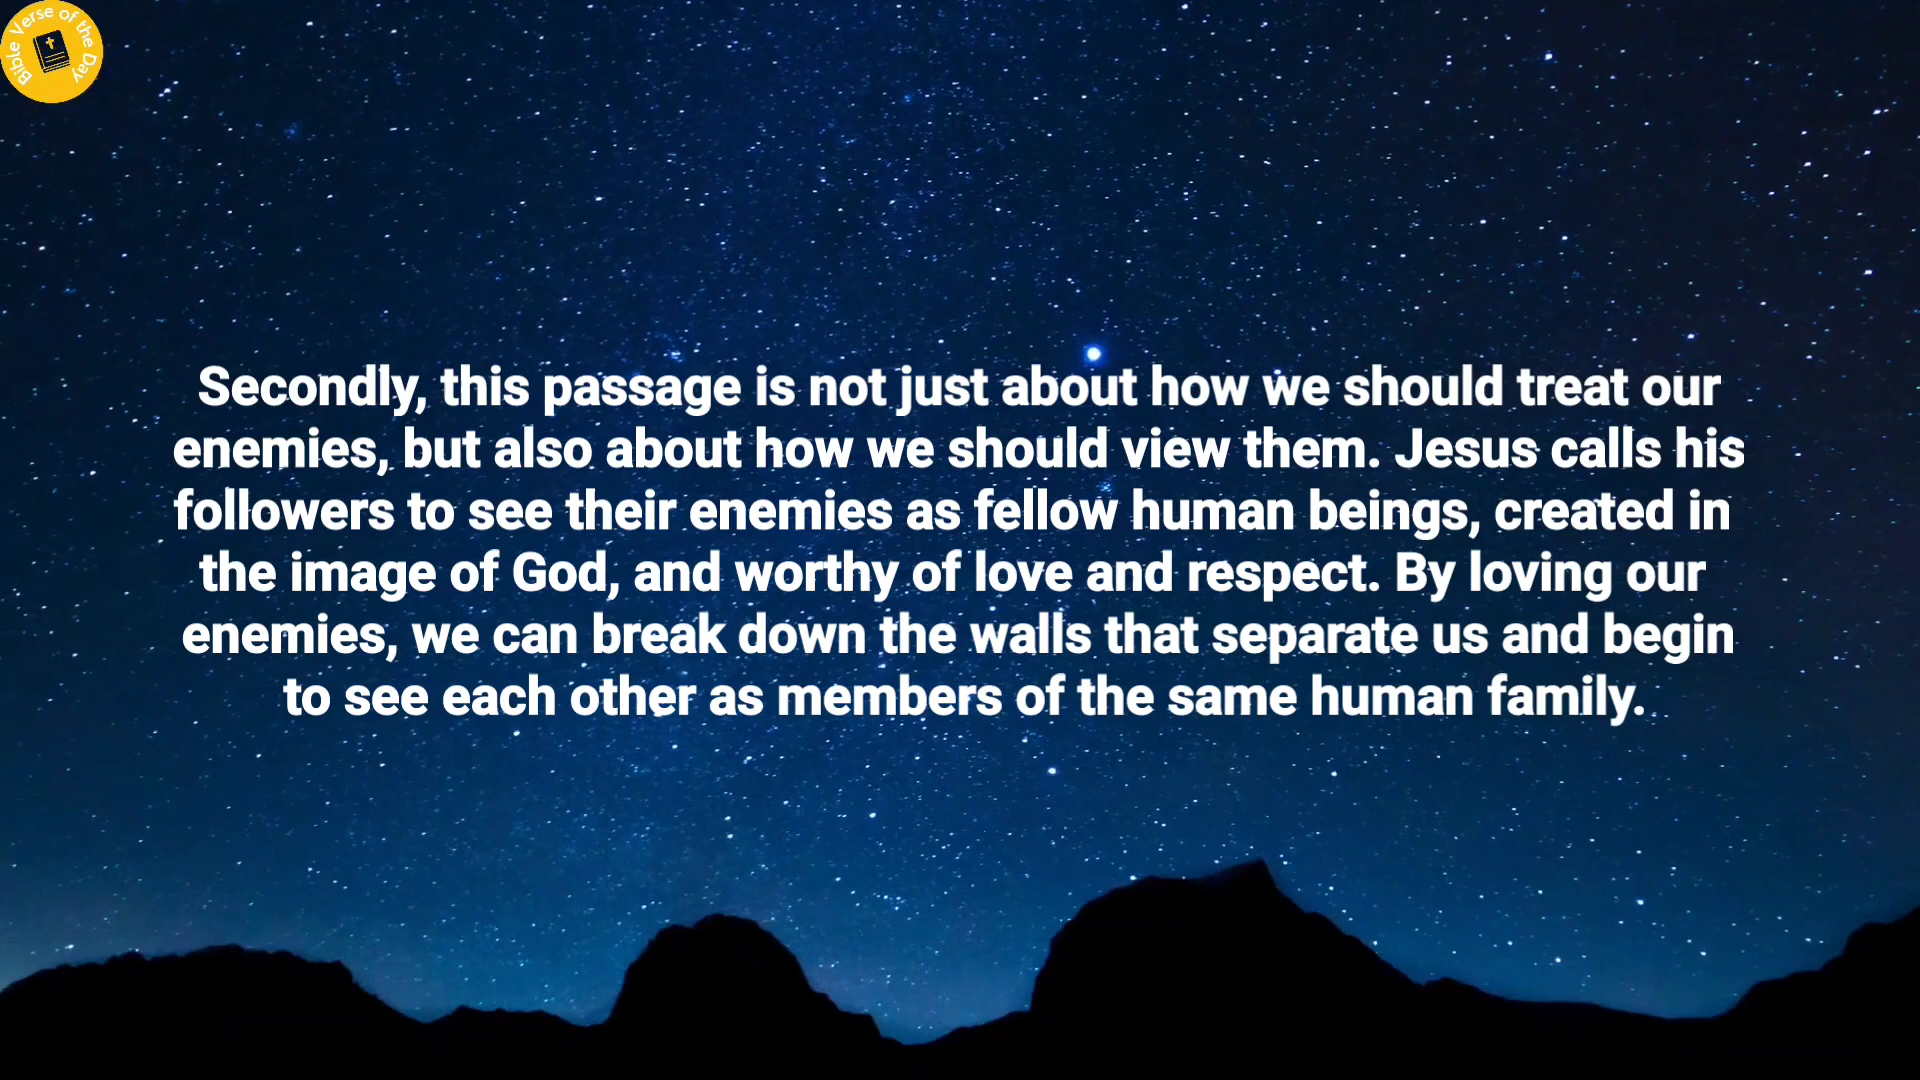 Bible Verse of the Day
Secondly, this passage is not just about how we should treat our
enemies, but also about how we should view them. Jesus calls his
followers to see their enemies as fellow human beings, created in
the image of God, and worthy of love and respect. By loving our
enemies, we can break down the walls that separate us and begin
to see each other as members of the same human family.